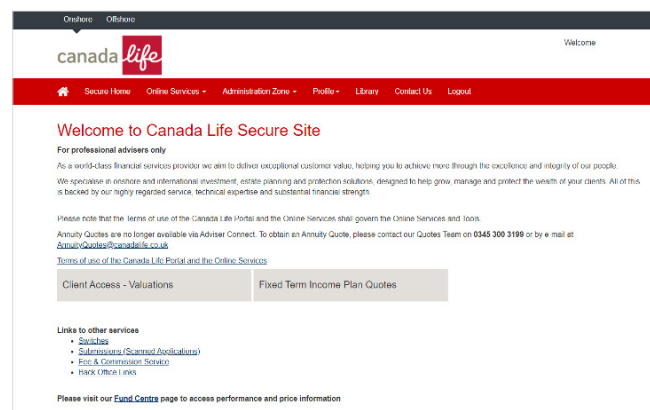 Onshore Offshore
canada life
Welcome
Secure Home Online Services Administration Zone Profile Library Contact Us Logout
Welcome to Canada Life Secure Site
For professional advisers only
As a world-class financial services provider we aim to deliver exceptional customer value, helping you to achieve more through the excellence and integrity of our people.
We specialise in onshore and international investment, estate planning and protection solutions, designed to help grow, manage and protect the wealth of your clients. All of this
is backed by our highly regarded service, technical expertise and substantial financial strength.
Please note that the Terms of use of the Canada Life Portal and the Online Services shall govern the Online Services and Tools.
Annuity Quotes are no longer available via Adviser Connect. To obtain an Annuity Quote, please contact our Quotes Team on 0345 300 3199 or by e mail at
AnnuityQuotes@canadalife.co.uk
Terms of use of the Canada Life Portal and the Online Services
Client Access - Valuations
Fixed Term Income Plan Quotes
Links to other services
Switches
Submissions (Scanned Applications)
Fee & Commission Service
Back Office Links
Please visit our Fund Centre page to access performance and price information